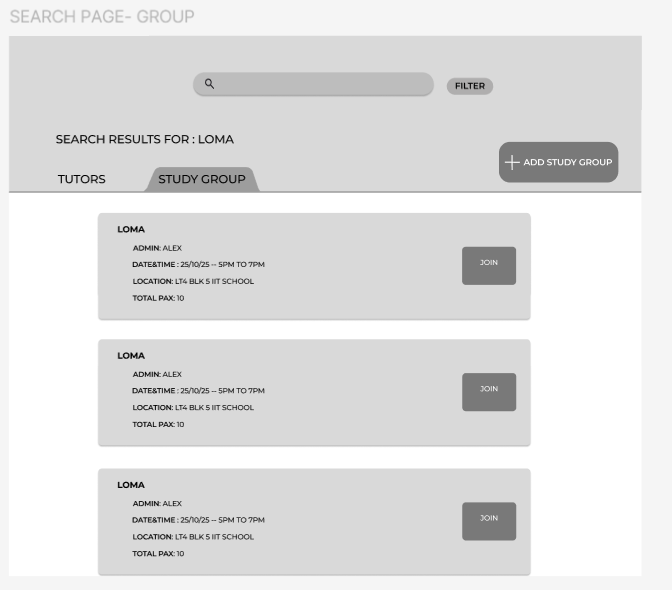 SEARCH PAGE- GROUP
FILTER
SEARCH RESULTS FOR : LOMA
ADD STUDY GROUP
TUTORS
STUDY GROUP
LOMA
ADMIN: ALEX
DATE&TIME : 25/10/25 -- 5PM TO 7PM
LOCATION: LT4 BLK 5 IIT SCHOOL
TOTAL PAX: 10
JOIN
LOMA
ADMIN: ALEX
DATE&TIME : 25/10/25 -- 5PM TO 7PM
LOCATION: LT4 BLK 5 IIT SCHOOL
TOTAL PAX: 10
JOIN
LOMA
ADMIN: ALEX
DATE&TIME : 25/10/25 -- 5PM TO 7PM
LOCATION: LT4 BLK 5 IIT SCHOOL
TOTAL PAX: 10
JOIN